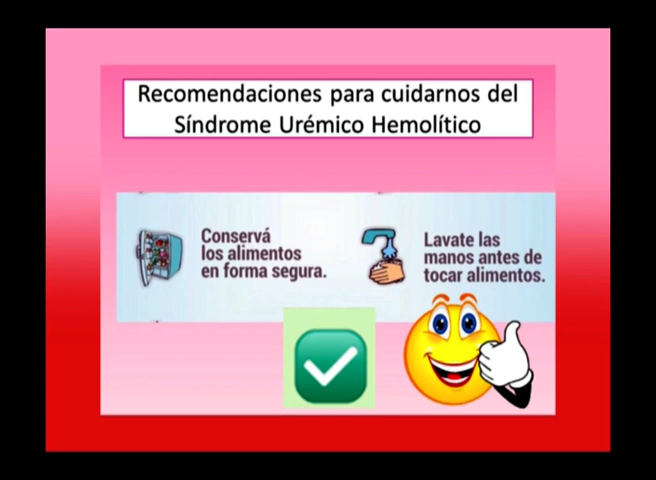 Recomendaciones para cuidarnos del
Síndrome Urémico Hemolítico
Conservá
los alimentos
en forma segura.
Lavate las
manos antes de
tocar alimentos.